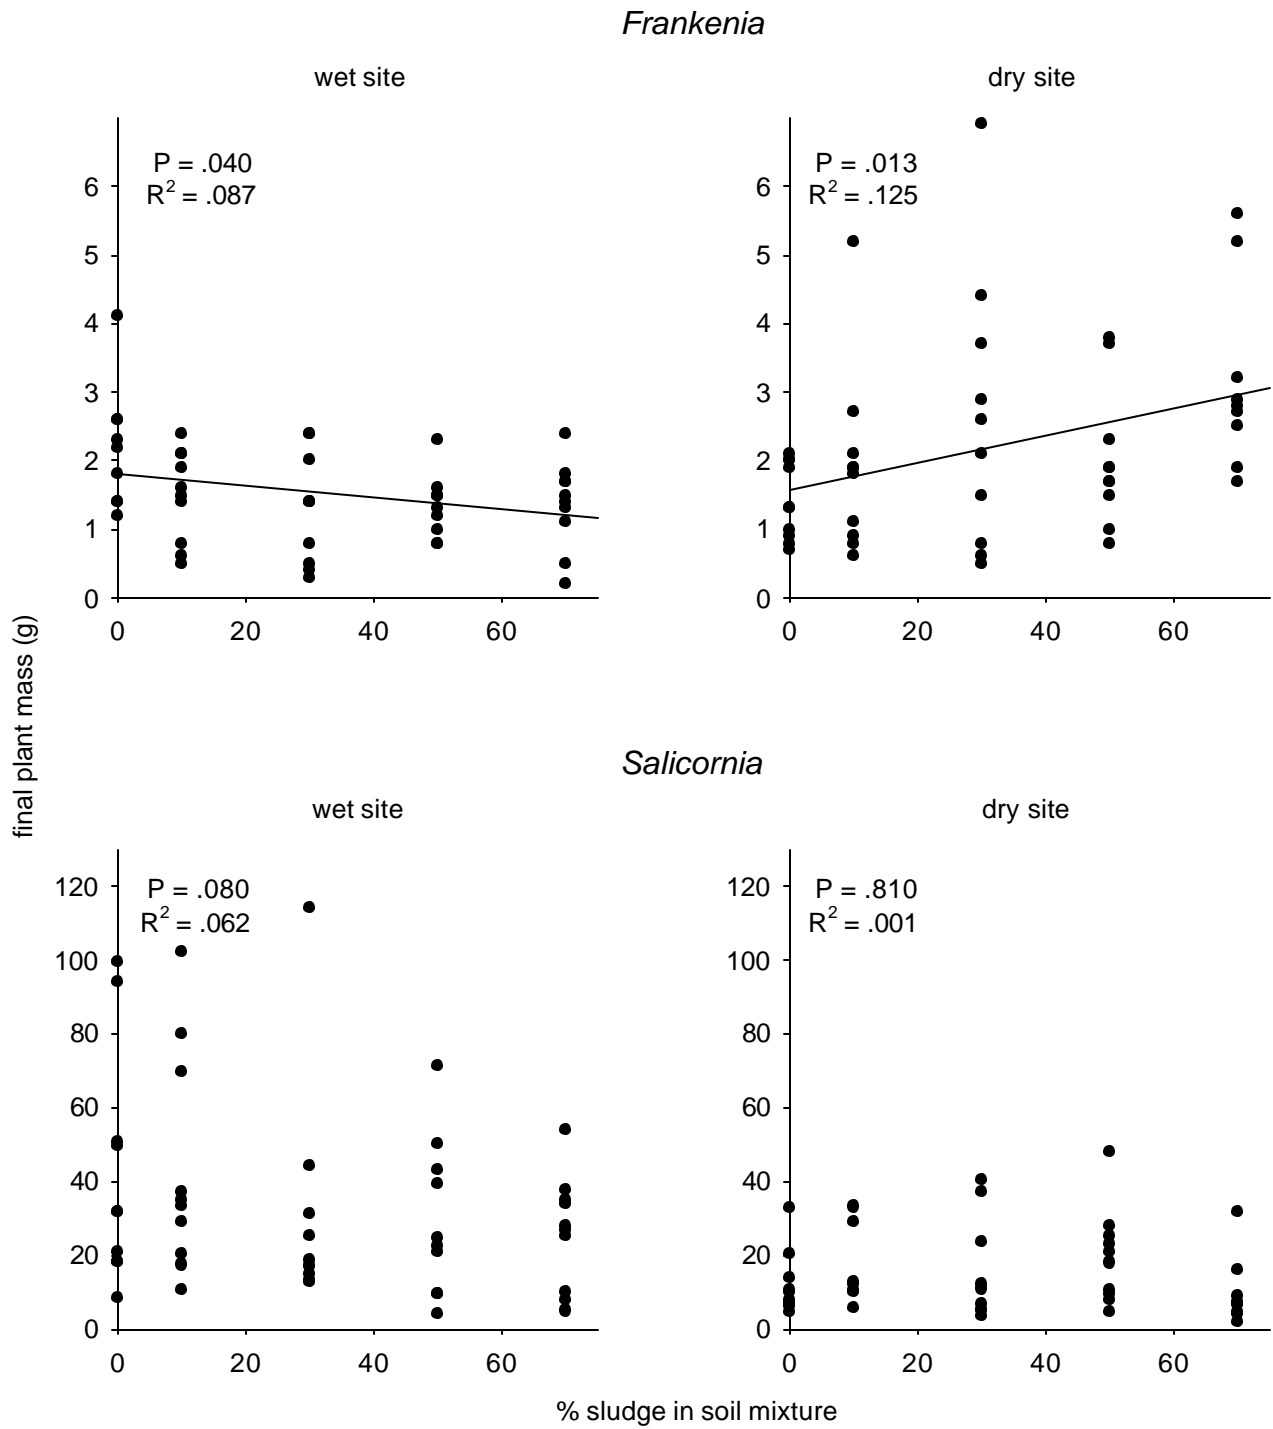 Frankenia
wet site
dry site
P = .040
R² = .087
P = .013
R² = .125
6
5
4
3
2
1
0
0 20 40 60
6
5
4
3
2
1
0
0 20 40 60
final plant mass (g)
Salicornia
wet site
dry site
P = .080
R² = .062
P = .810
R² = .001
120
100
80
60
40
20
0
0 20 40 60
120
100
80
60
40
20
0
0 20 40 60
% sludge in soil mixture